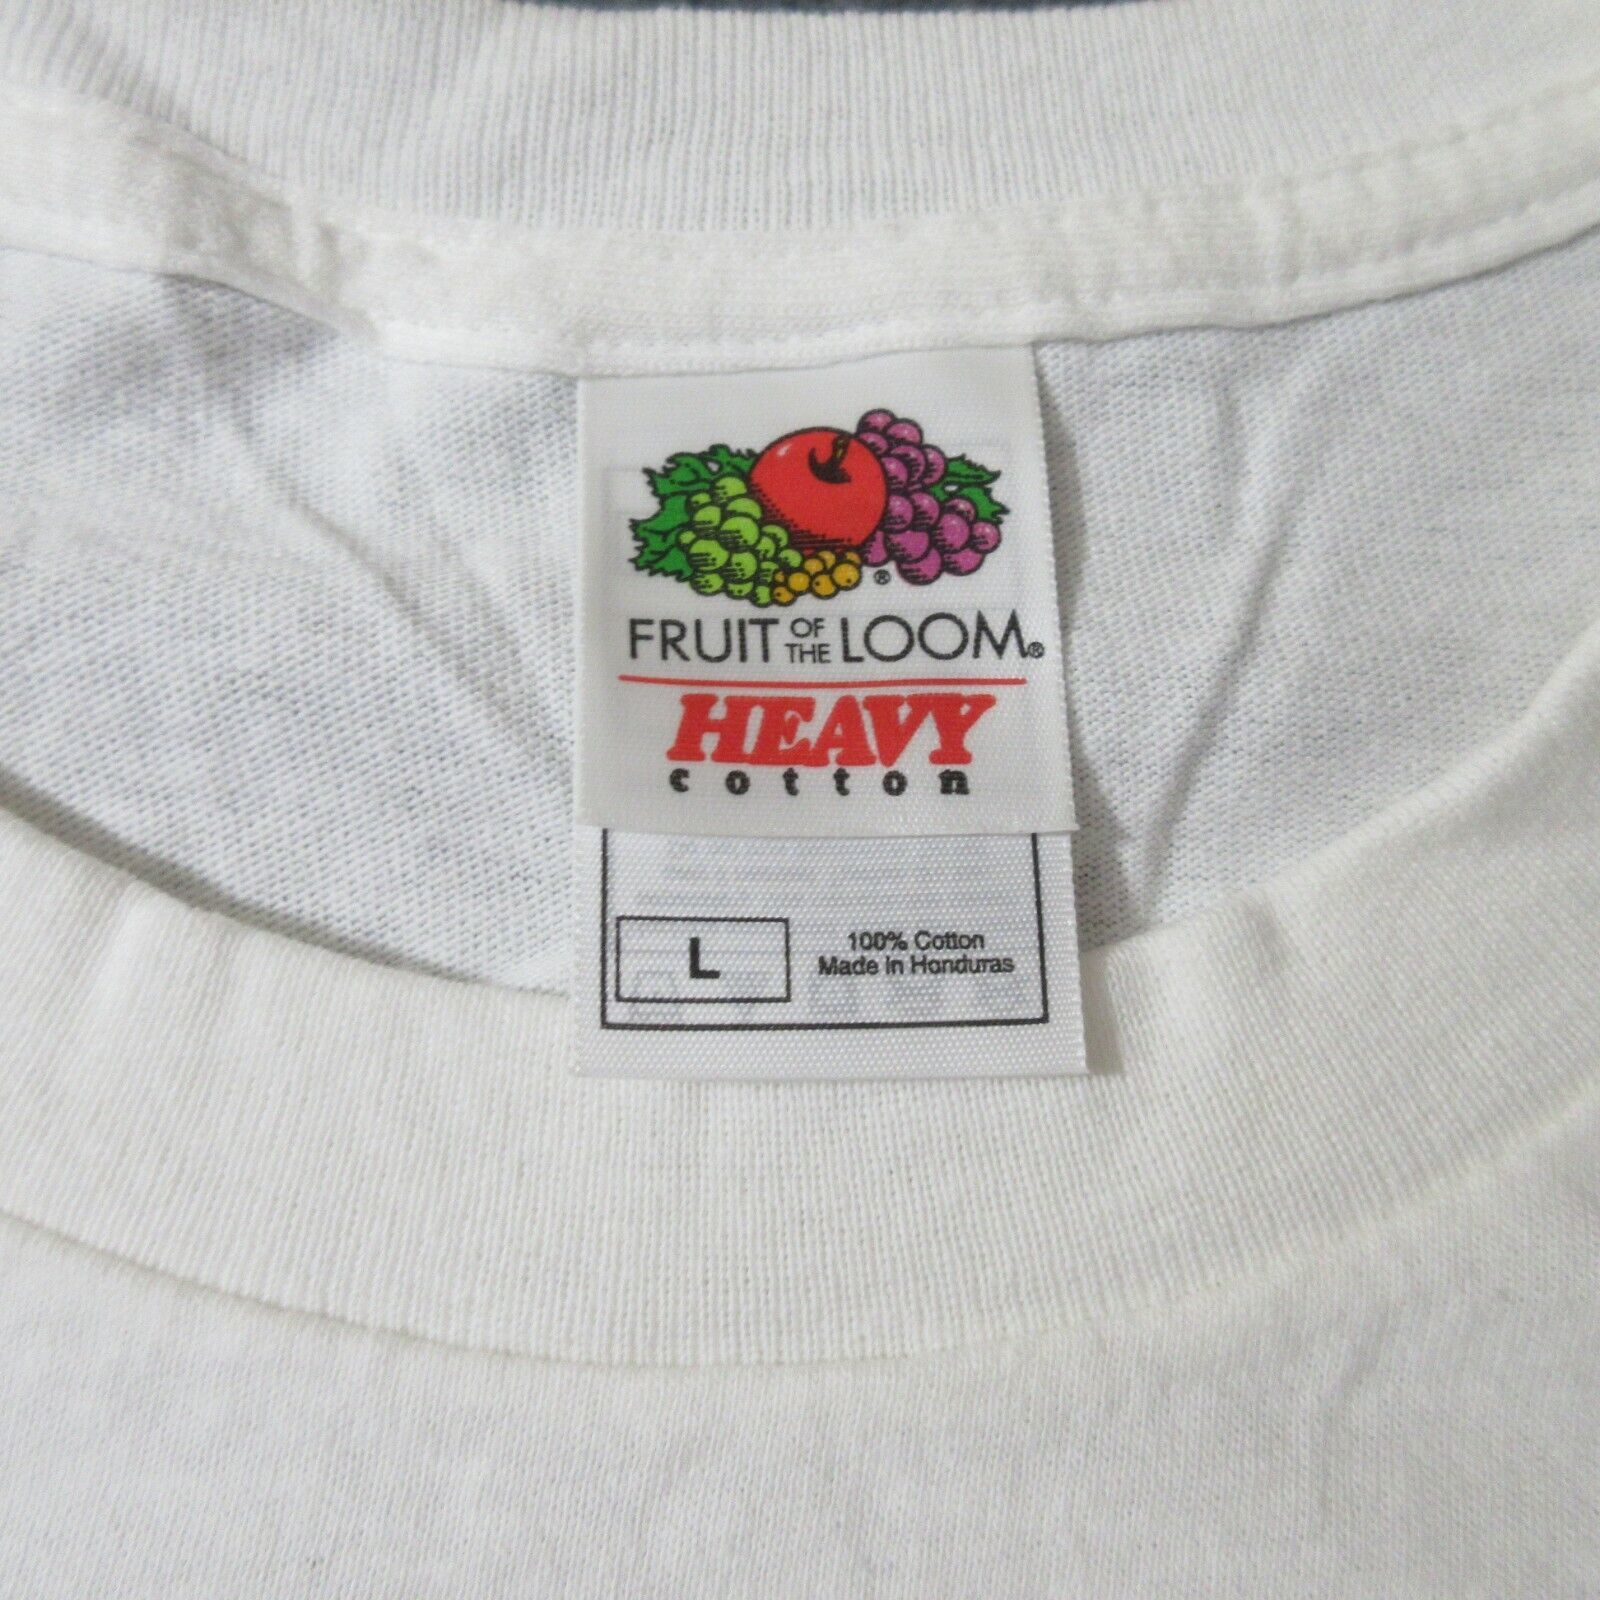 ®
FRUIT OF THE LOOM®
HEAVY
cotton
L
100% Cotton
Made in Honduras